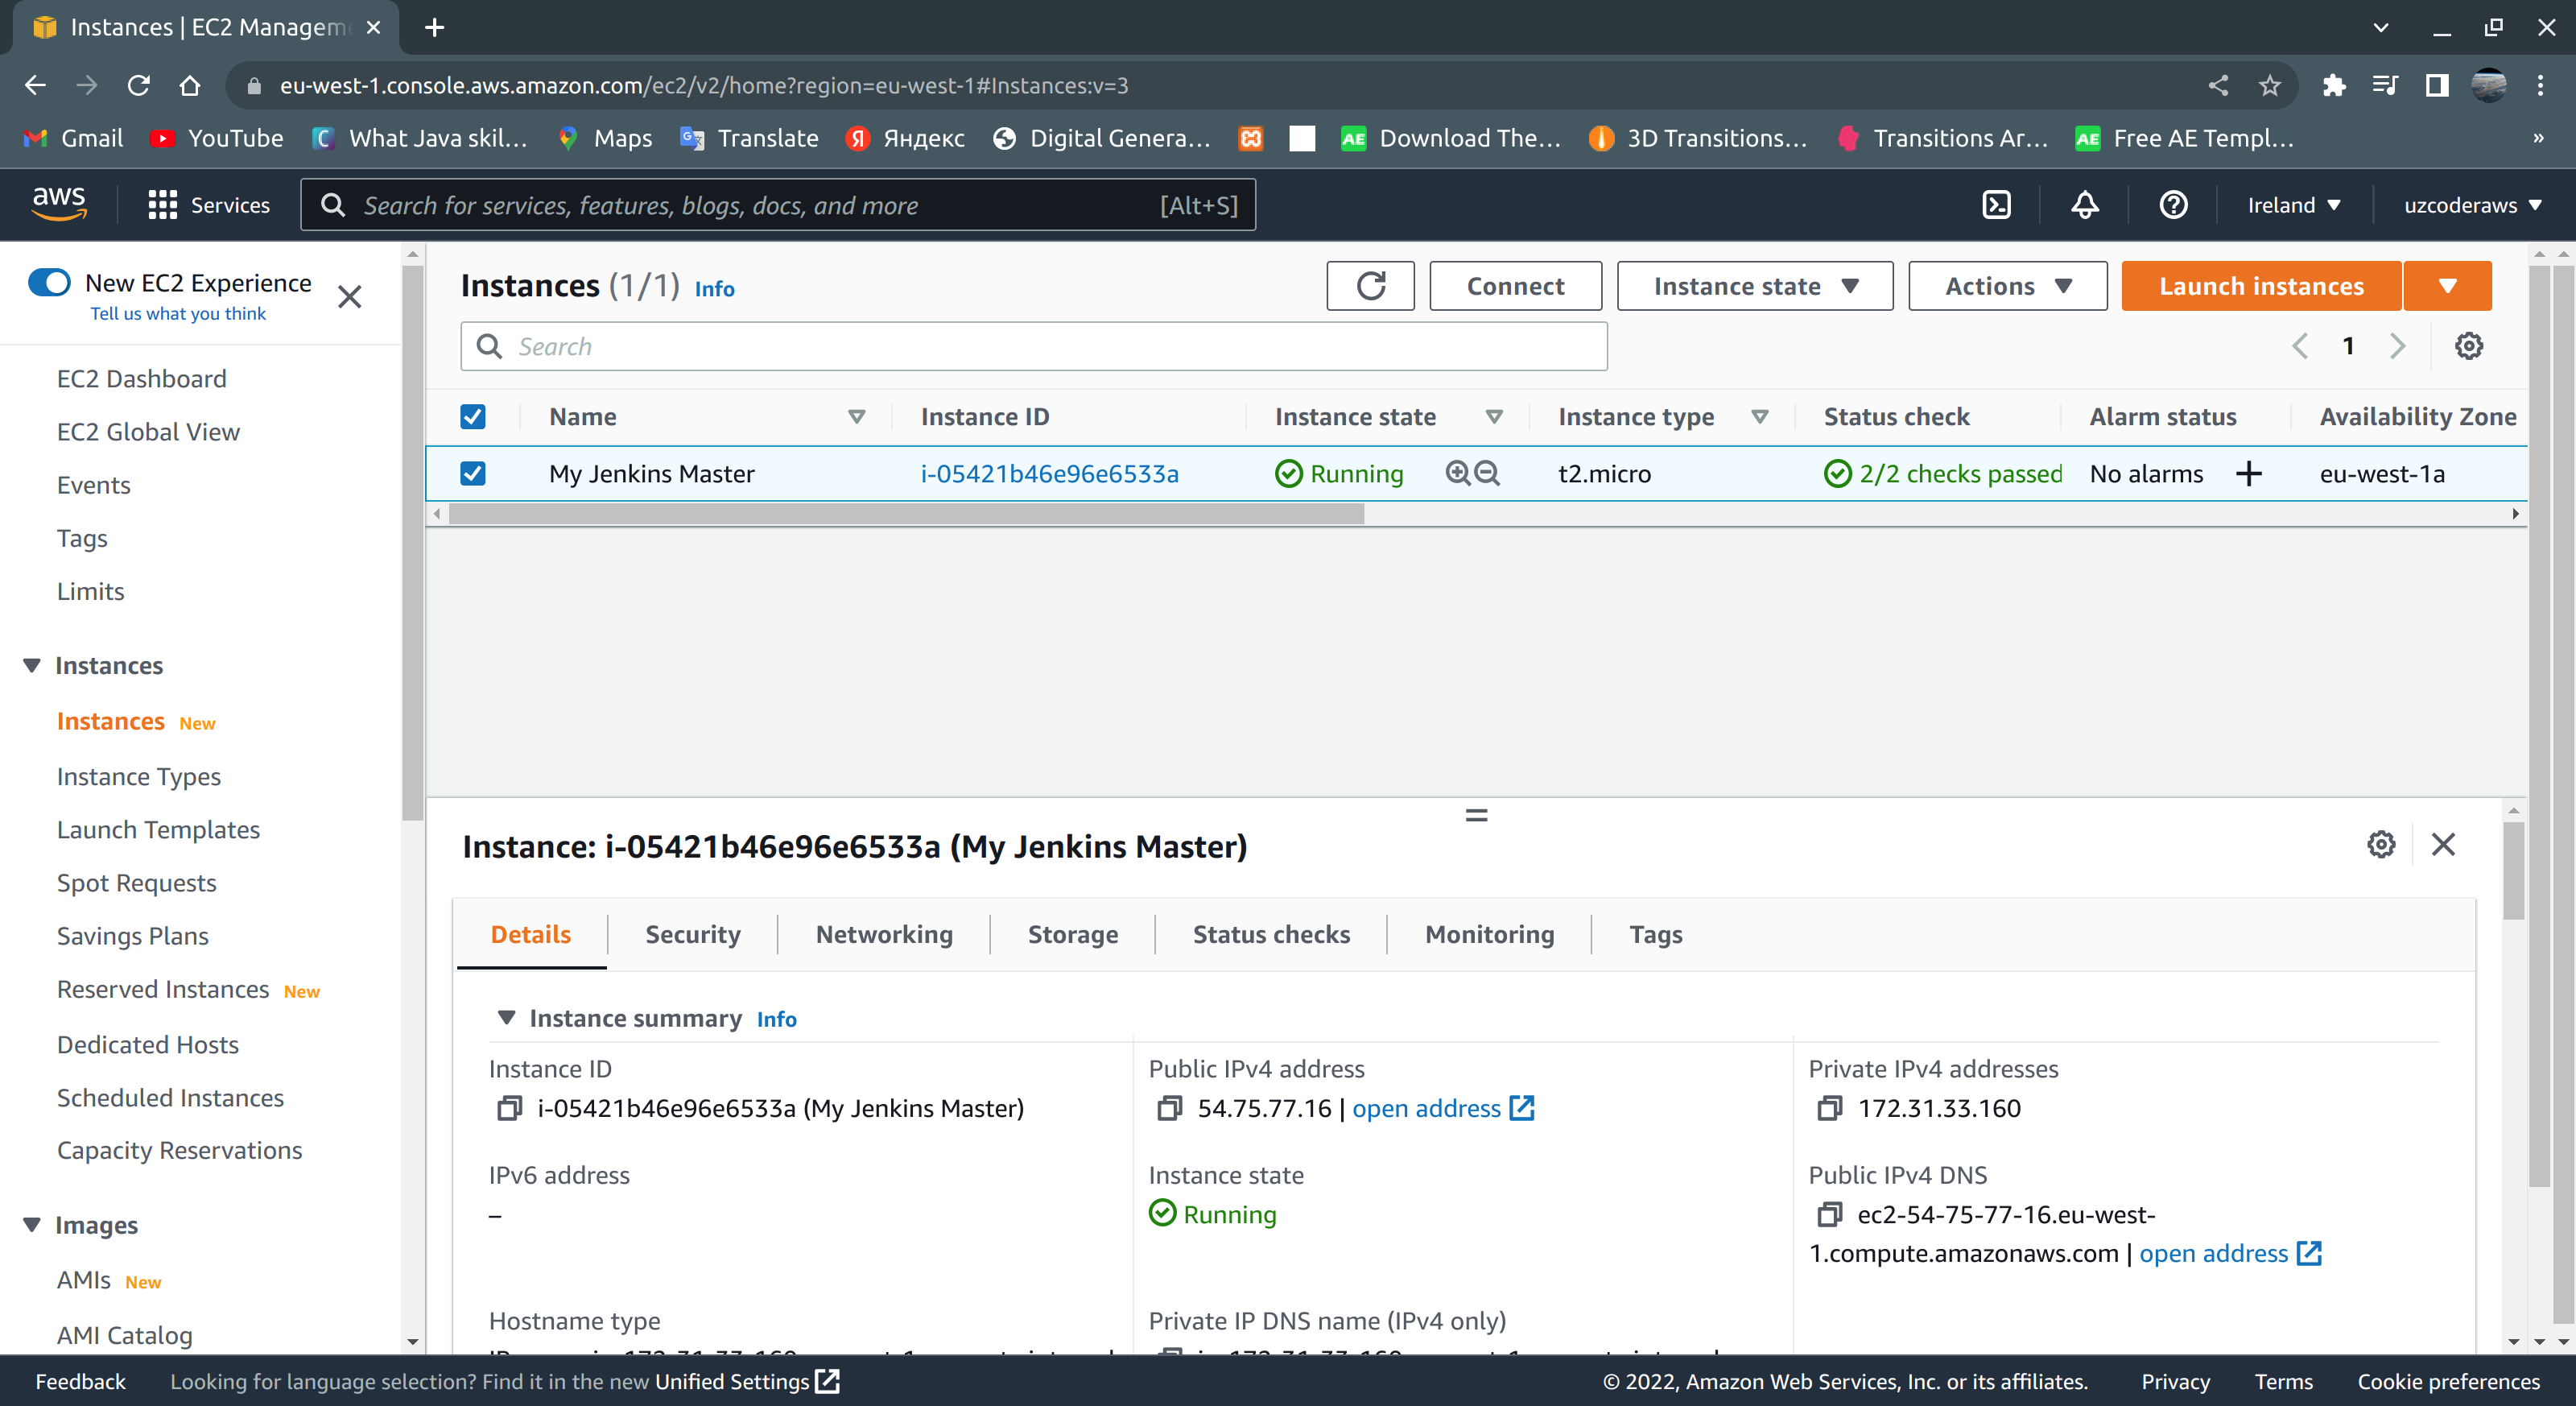 Instances | EC2 Managem
eu-west-1.console.aws.amazon.com/ec2/v2/home?region=eu-west-1#Instances:v=3
Gmail YouTube What Java skil... Maps Translate Яндекс Digital Genera... Download The... 3D Transitions... Transitions Ar... Free AE Templ... »
aws Services Search for services, features, blogs, docs, and more [Alt+S] Ireland uzcoderaws
New EC2 Experience
Tell us what you think
EC2 Dashboard
EC2 Global View
Events
Tags
Limits
Instances
Instances New
Instance Types
Launch Templates
Spot Requests
Savings Plans
Reserved Instances New
Dedicated Hosts
Scheduled Instances
Capacity Reservations
Images
AMIs New
AMI Catalog
Instances (1/1) Info Connect Instance state Actions Launch instances
Search 1
Name Instance ID Instance state Instance type Status check Alarm status Availability Zone
My Jenkins Master i-05421b46e96e6533a Running t2.micro 2/2 checks passed No alarms + eu-west-1a
Instance: i-05421b46e96e6533a (My Jenkins Master)
Details Security Networking Storage Status checks Monitoring Tags
Instance summary Info
Instance ID
i-05421b46e96e6533a (My Jenkins Master)
Public IPv4 address
54.75.77.16 | open address
Private IPv4 addresses
172.31.33.160
IPv6 address
–
Instance state
Running
Public IPv4 DNS
ec2-54-75-77-16.eu-west-
1.compute.amazonaws.com | open address
Hostname type
Private IP DNS name (IPv4 only)
Feedback Looking for language selection? Find it in the new Unified Settings © 2022, Amazon Web Services, Inc. or its affiliates. Privacy Terms Cookie preferences